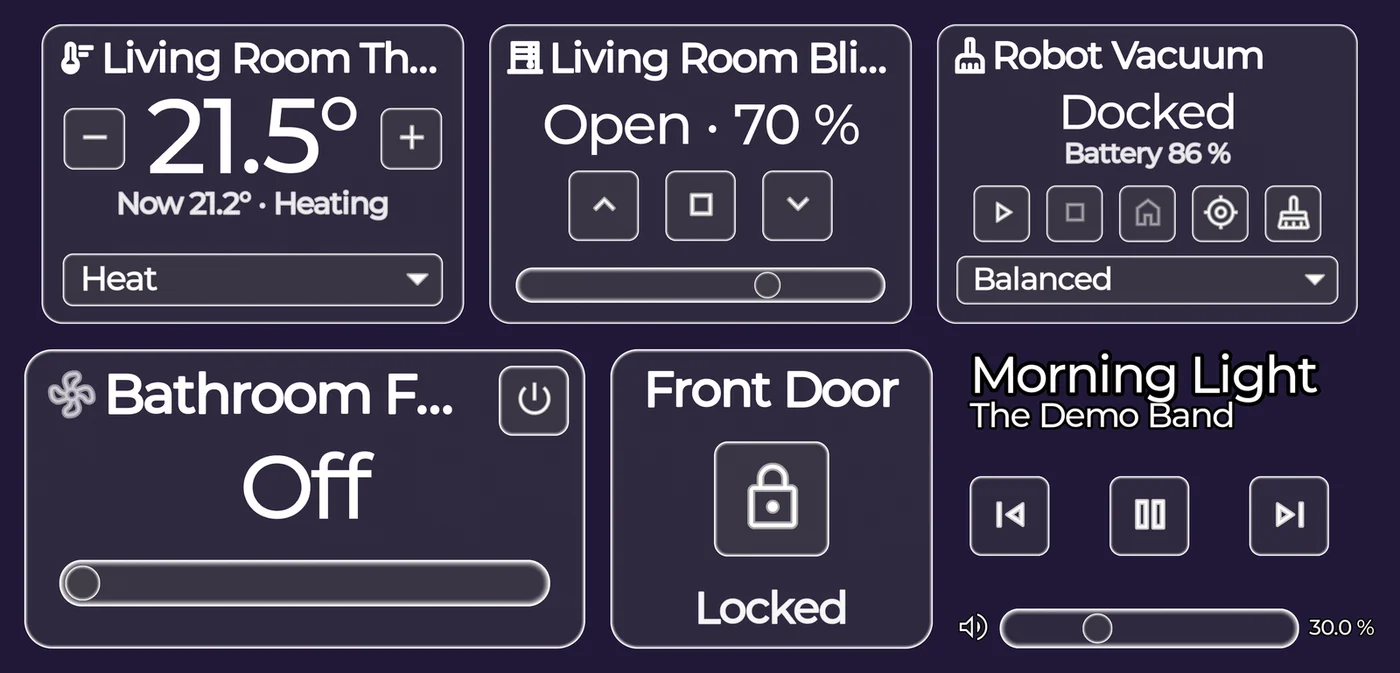 Living Room Th...
21.5°
Now 21.2° · Heating
Heat
Living Room Bli...
Open · 70 %
Robot Vacuum
Docked
Battery 86 %
Balanced
Bathroom F...
Off
Front Door
Locked
Morning Light
The Demo Band
30.0 %